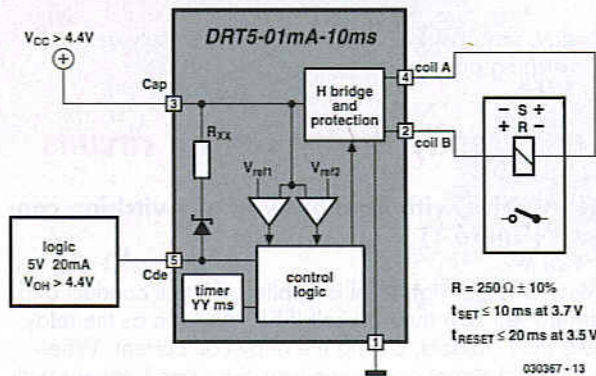 DRT5-01mA-10ms
VCC > 4.4V
Cap
3
RXX
Vref1
Vref2
H bridge
and
protection
4
coil A
2
coil B
- S +
+ R -
logic
5V 20mA
VOH > 4.4V
5
Cde
timer
YY ms
control
logic
1
R = 250 Ω ± 10%
tSET ≤ 10 ms at 3.7 V
tRESET ≤ 20 ms at 3.5 V
030367 - 13